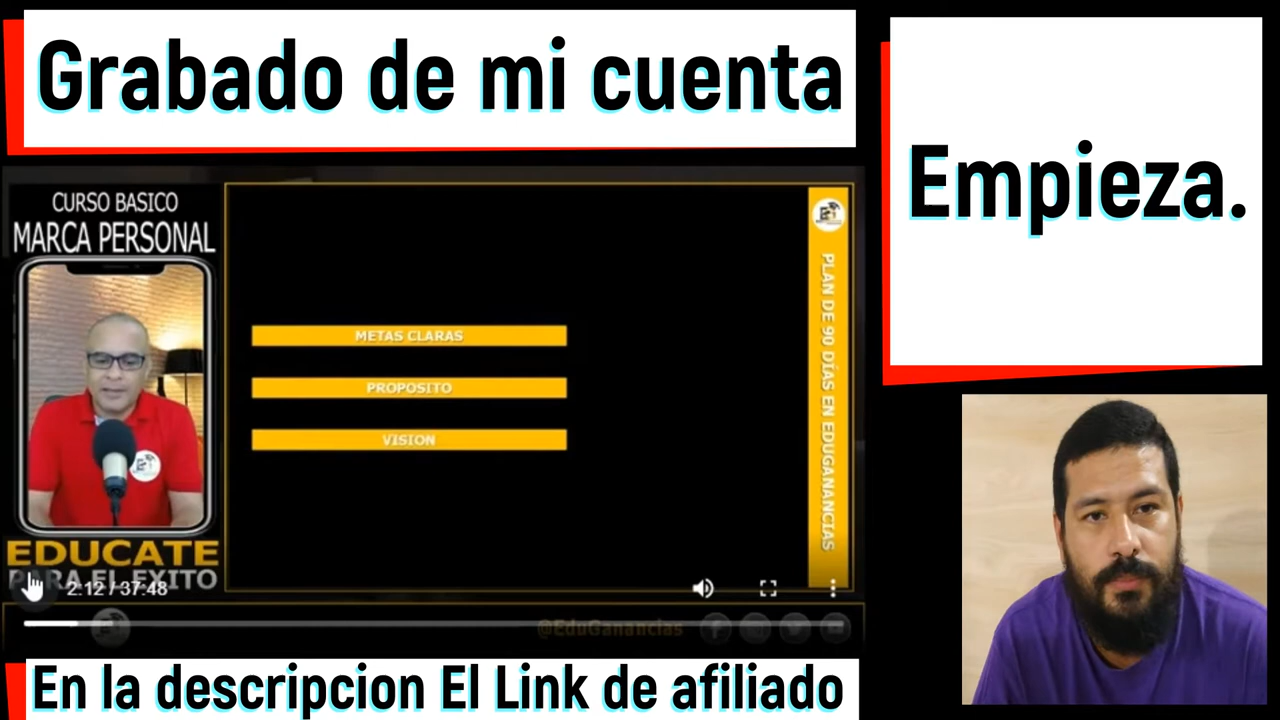 Grabado de mi cuenta
Empieza.
CURSO BASICO
MARCA PERSONAL
METAS CLARAS
PROPOSITO
VISION
PLAN DE 90 DÍAS EN EDUGANANCIAS
EDUCATE
PARA EL EXITO
2:12 / 37:48
@EduGanancias
En la descripcion El Link de afiliado